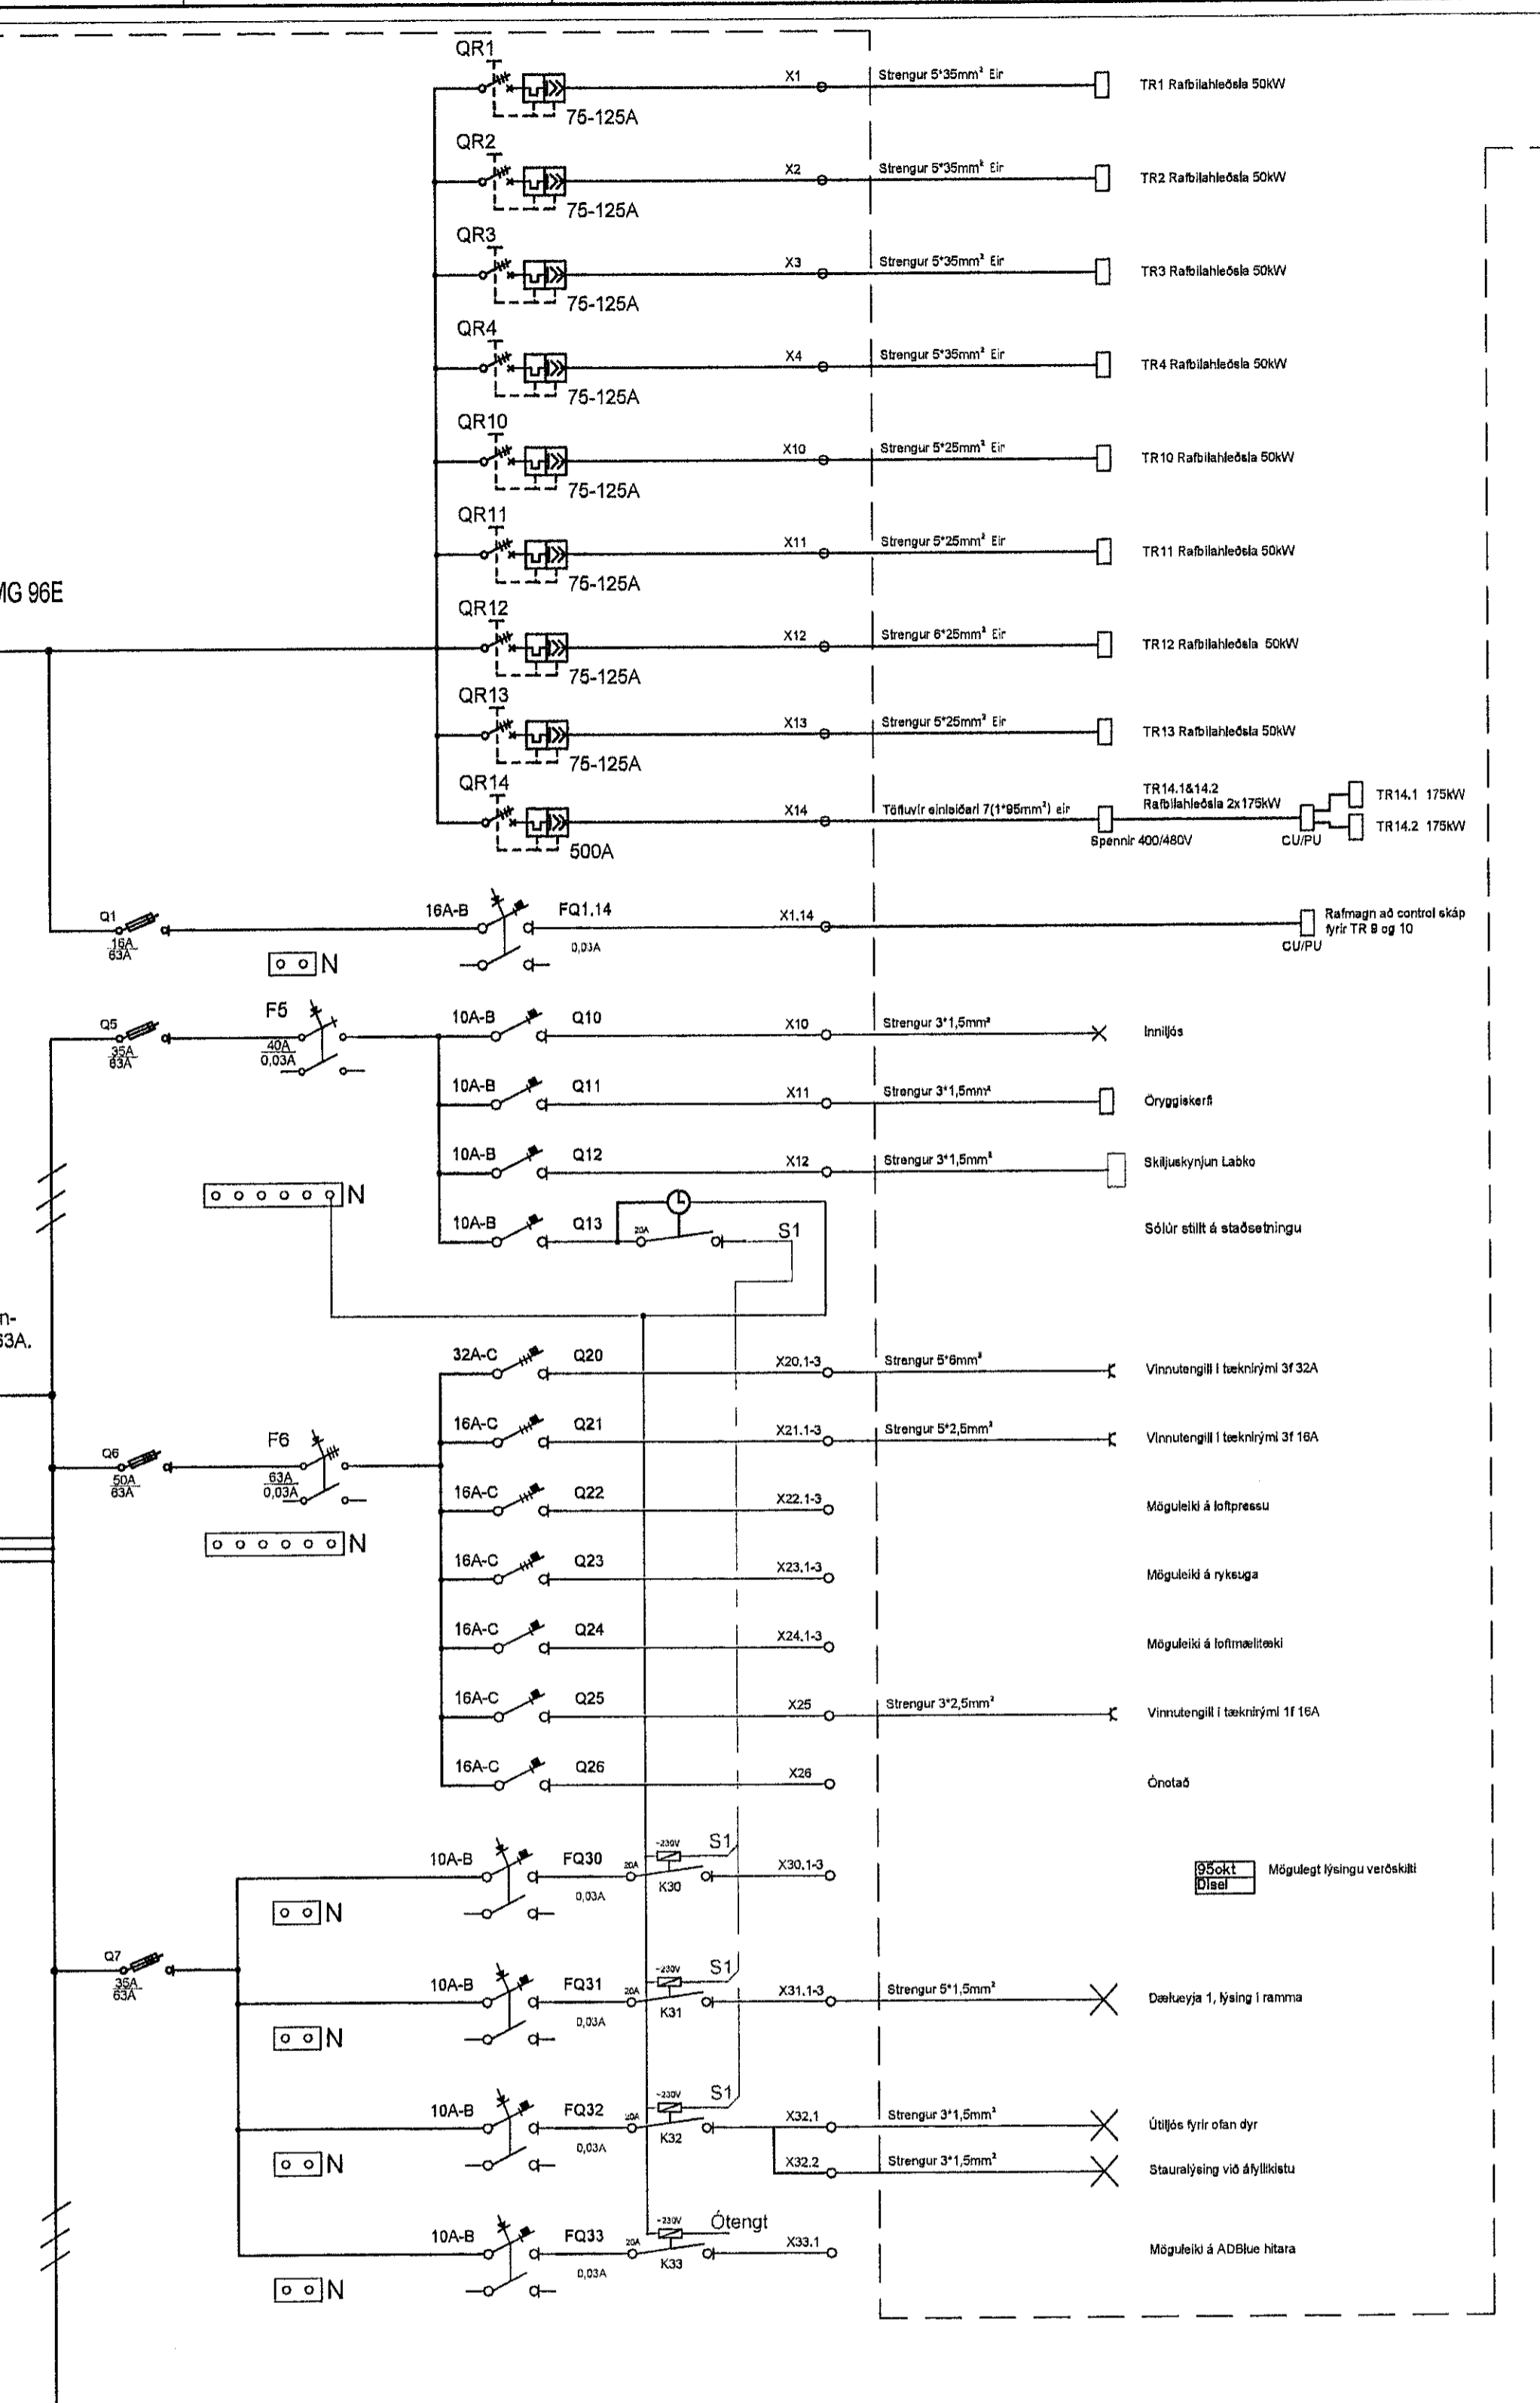 QR1
X1
Strengur 5*35mm² Eir
TR1 Rafbílahleðsla 50kW
75-125A
QR2
X2
Strengur 5*35mm² Eir
TR2 Rafbílahleðsla 50kW
75-125A
QR3
X3
Strengur 5*35mm² Eir
TR3 Rafbílahleðsla 50kW
75-125A
QR4
X4
Strengur 5*35mm² Eir
TR4 Rafbílahleðsla 50kW
75-125A
QR10
X10
Strengur 5*25mm² Eir
TR10 Rafbílahleðsla 50kW
75-125A
QR11
X11
Strengur 5*25mm² Eir
TR11 Rafbílahleðsla 50kW
75-125A
MG 96E
QR12
X12
Strengur 6*25mm² Eir
TR12 Rafbílahleðsla 50kW
75-125A
QR13
X13
Strengur 5*25mm² Eir
TR13 Rafbílahleðsla 50kW
75-125A
QR14
X14
Töfluvír einleiðari 7(1*95mm²) eir
TR14.1&14.2
Rafbílahleðsla 2x175kW
TR14.1 175kW
TR14.2 175kW
500A
Spennir 400/480V
CU/PU
Q1
16A
63A
16A-B
FQ1.14
0,03A
X1.14
Rafmagn að control skáp
fyrir TR 9 og 10
CU/PU
N
Q5
35A
63A
F5
40A
0,03A
10A-B
Q10
X10
Strengur 3*1,5mm²
Inniljós
10A-B
Q11
X11
Strengur 3*1,5mm²
Öryggiskerfi
10A-B
Q12
X12
Strengur 3*1,5mm²
Skiljuskynjun Labko
N
10A-B
Q13
20A
S1
Sólúr stillt á staðsetningu
n-
63A.
32A-C
Q20
X20.1-3
Strengur 5*6mm²
Vinnutengill í tæknirými 3f 32A
16A-C
Q21
X21.1-3
Strengur 5*2,5mm²
Vinnutengill í tæknirými 3f 16A
Q6
50A
63A
F6
63A
0,03A
16A-C
Q22
X22.1-3
Möguleiki á loftpressu
N
16A-C
Q23
X23.1-3
Möguleiki á ryksuga
16A-C
Q24
X24.1-3
Möguleiki á loftmælitæki
16A-C
Q25
X25
Strengur 3*2,5mm²
Vinnutengill í tæknirými 1f 16A
16A-C
Q26
X26
Ónotað
10A-B
FQ30
0,03A
20A
~230V
K30
S1
X30.1-3
95okt
Dísel
Mögulegt lýsingu verðskilti
N
Q7
35A
63A
10A-B
FQ31
0,03A
20A
~230V
K31
S1
X31.1-3
Strengur 5*1,5mm²
Dælueyja 1, lýsing í ramma
N
10A-B
FQ32
0,03A
20A
~230V
K32
S1
X32.1
Strengur 3*1,5mm²
Útiljós fyrir ofan dyr
X32.2
Strengur 3*1,5mm²
Stauralýsing við áfyllikistu
N
10A-B
FQ33
0,03A
20A
~230V
K33
Ótengt
X33.1
Möguleiki á ADBlue hitara
N